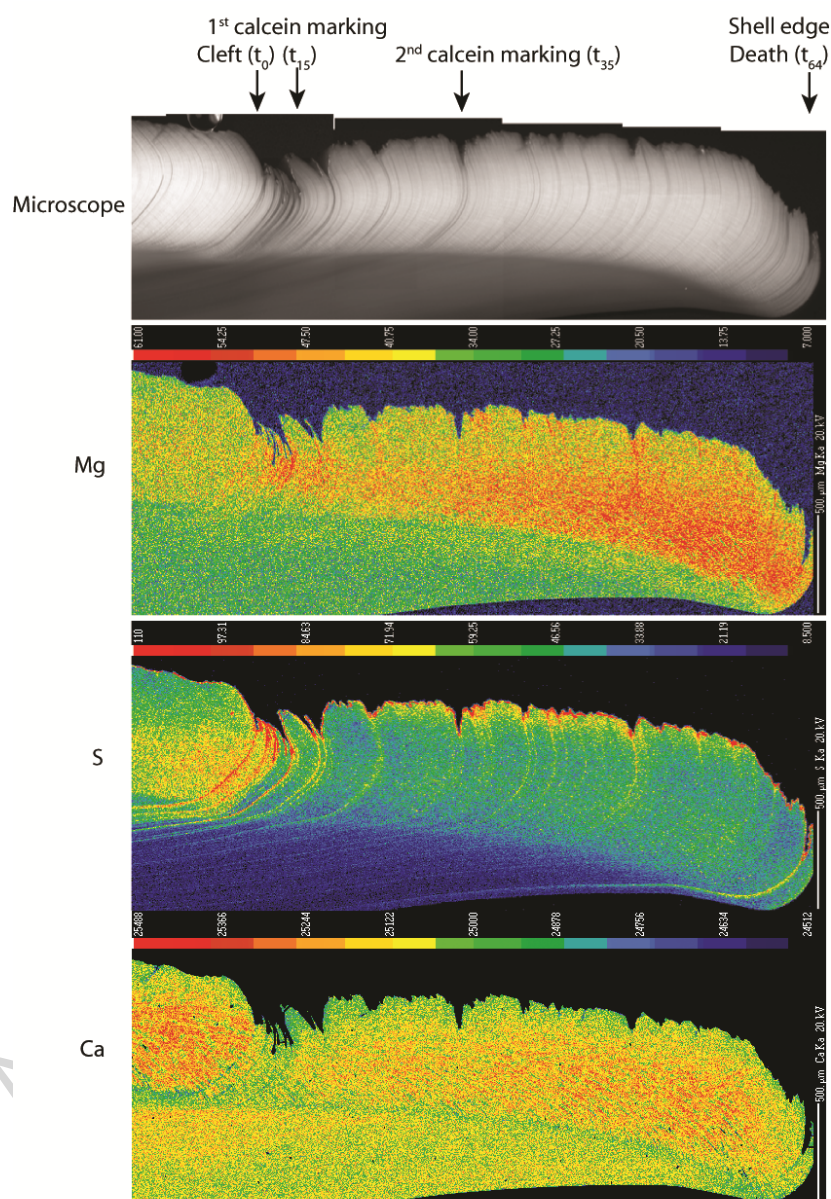 1st calcein marking
Shell edge
Cleft (t0) (t15)
2nd calcein marking (t35)
Death (t64)
Microscope
61.00 54.25 47.50 40.75 34.00 27.25 20.50 13.75 7.000
Mg
500. µm MgKa 20.kV
110 97.31 84.63 71.94 59.25 46.56 33.88 21.19 8.500
S
500. µm S Ka 20.kV
25488 25366 25244 25122 25000 24878 24756 24634 24512
Ca
500. µm CaKa 20.kV